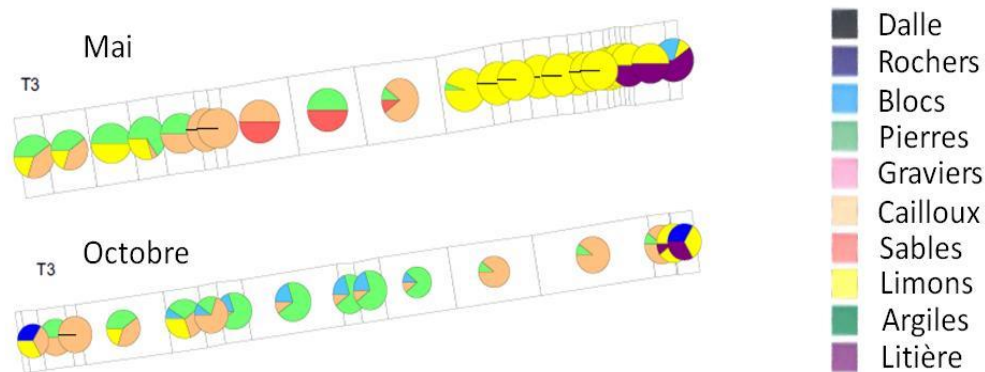 Mai
T3
Octobre
T3
Dalle
Rochers
Blocs
Pierres
Graviers
Cailloux
Sables
Limons
Argiles
Litière